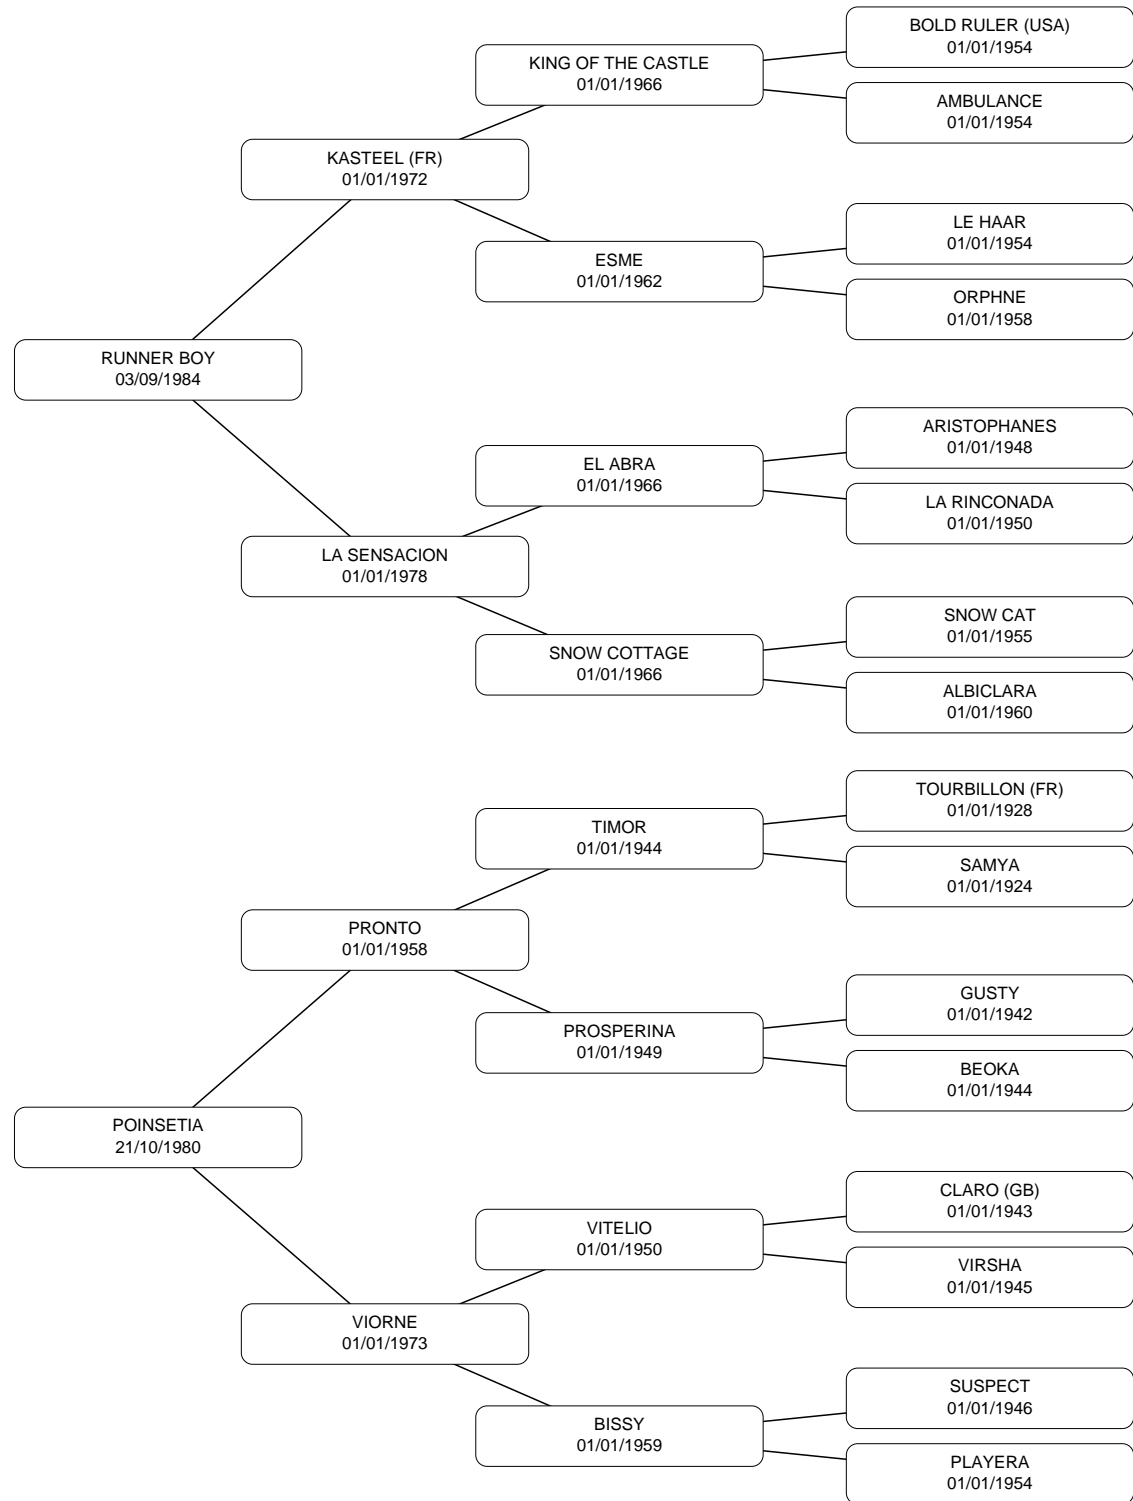 BOLD RULER (USA)
01/01/1954
KING OF THE CASTLE
01/01/1966
AMBULANCE
01/01/1954
KASTEEL (FR)
01/01/1972
LE HAAR
01/01/1954
ESME
01/01/1962
ORPHNE
01/01/1958
RUNNER BOY
03/09/1984
ARISTOPHANES
01/01/1948
EL ABRA
01/01/1966
LA RINCONADA
01/01/1950
LA SENSACION
01/01/1978
SNOW CAT
01/01/1955
SNOW COTTAGE
01/01/1966
ALBICLARA
01/01/1960
TOURBILLON (FR)
01/01/1928
TIMOR
01/01/1944
SAMYA
01/01/1924
PRONTO
01/01/1958
GUSTY
01/01/1942
PROSPERINA
01/01/1949
BEOKA
01/01/1944
POINSETIA
21/10/1980
CLARO (GB)
01/01/1943
VITELIO
01/01/1950
VIRSHA
01/01/1945
VIORNE
01/01/1973
SUSPECT
01/01/1946
BISSY
01/01/1959
PLAYERA
01/01/1954